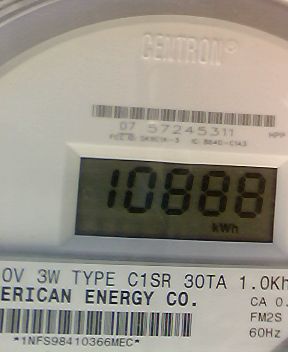 CENTRON®
07 57245311
10888
kWh
0V 3W TYPE C1SR 30TA 1.0Kh
ERICAN ENERGY CO.
CA 0.
FM2S
60Hz
*1NFS98410366MEC*